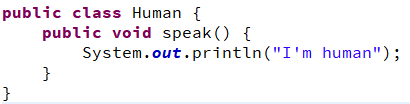 public class Human {
    public void speak() {
        System.out.println("I'm human");
    }
}